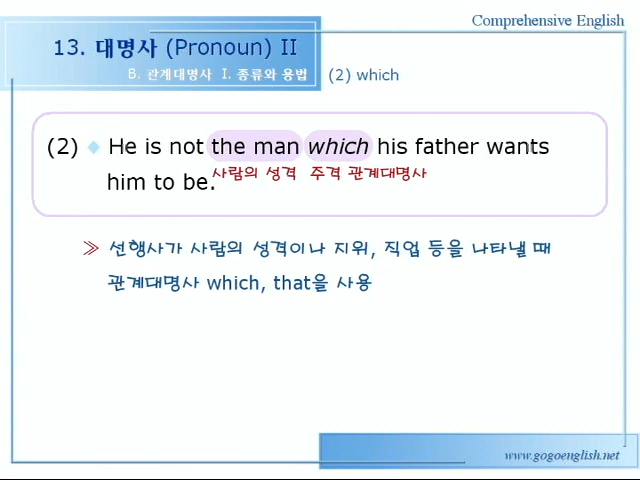 Comprehensive English
13. 대명사 (Pronoun) II
B. 관계대명사 I. 종류와 용법
(2) which
(2) ◆ He is not the man which his father wants
him to be.
사람의 성격 주격 관계대명사
≫ 선행사가 사람의 성격이나 지위, 직업 등을 나타낼 때
관계대명사 which, that을 사용
www.gogoenglish.net